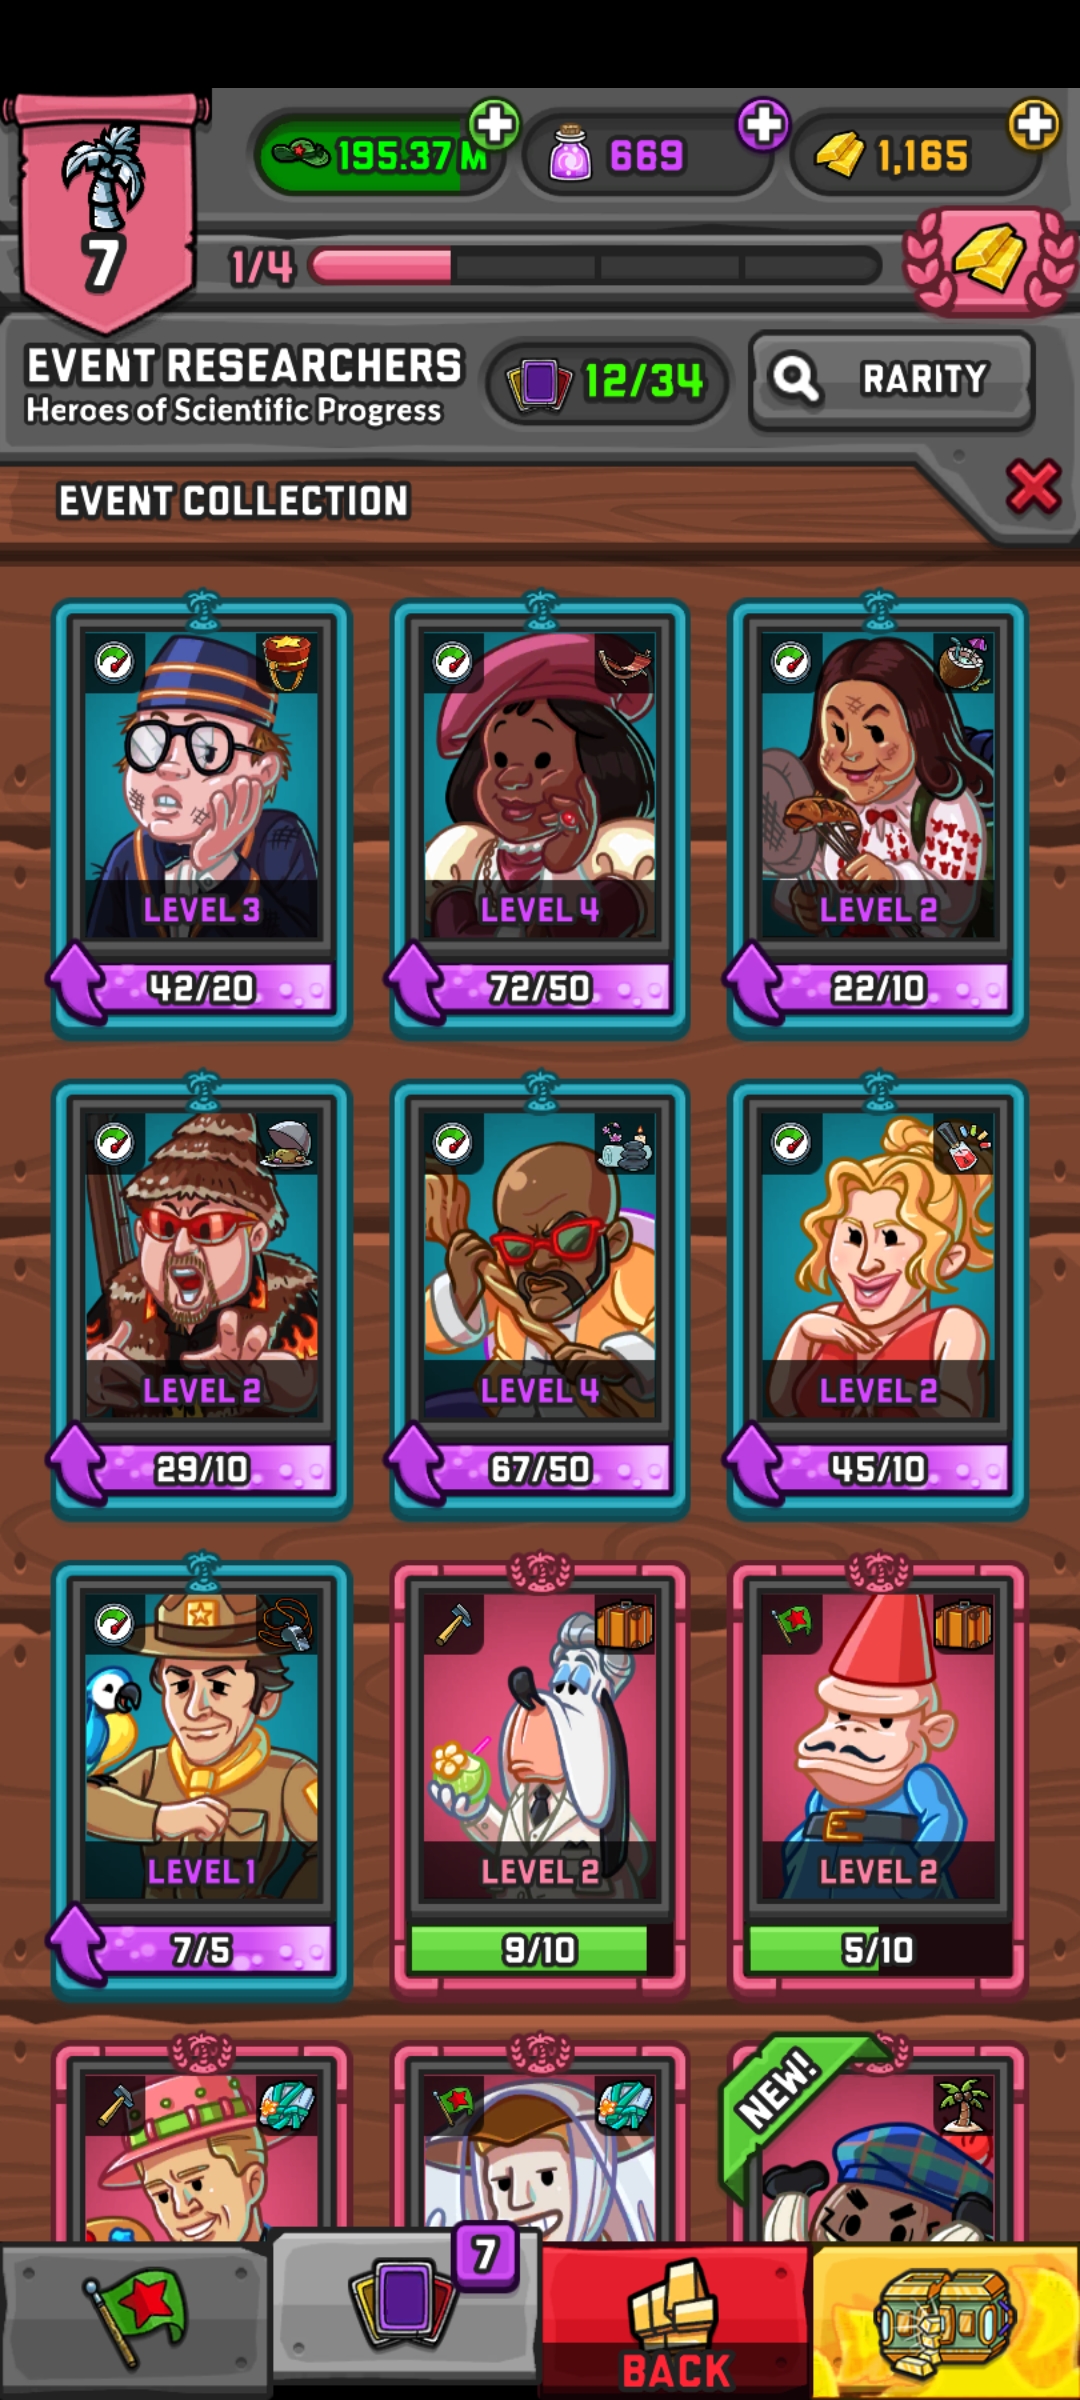 195.37 M
669
1,165
7
1/4
EVENT RESEARCHERS
Heroes of Scientific Progress
12/34
RARITY
EVENT COLLECTION
LEVEL 3
LEVEL 4
LEVEL 2
42/20
72/50
22/10
LEVEL 2
LEVEL 4
LEVEL 2
29/10
67/50
45/10
LEVEL 1
LEVEL 2
LEVEL 2
7/5
9/10
5/10
NEW!
7
BACK